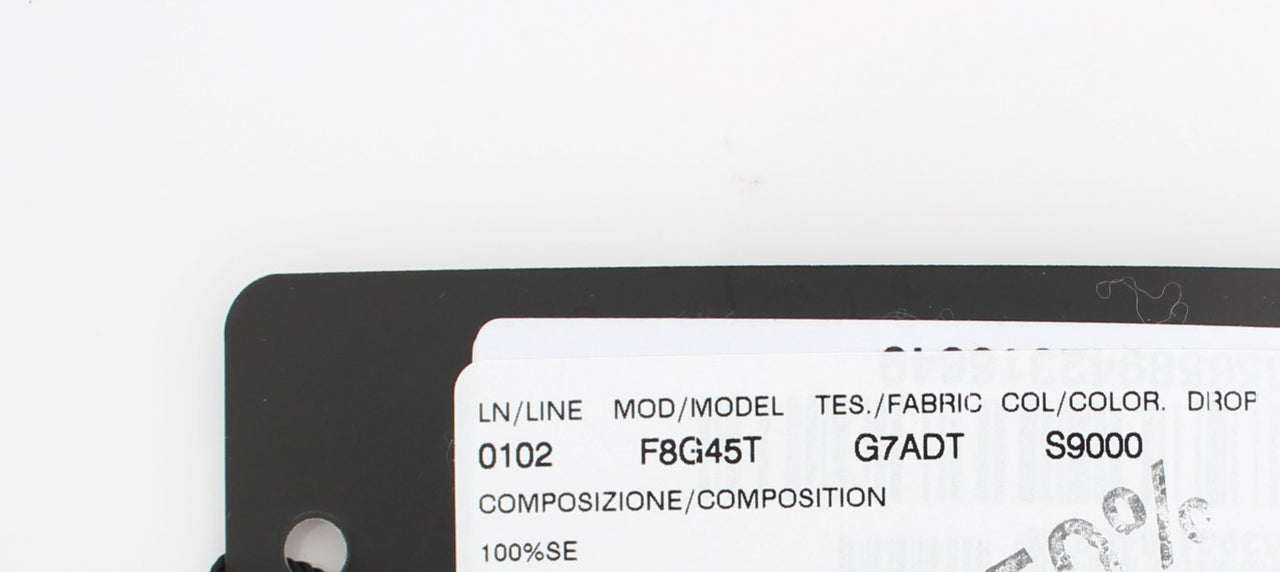 LN/LINE MOD/MODEL TES./FABRIC COL/COLOR. DROP
0102 F8G45T G7ADT S9000
COMPOSIZIONE/COMPOSITION
100%SE